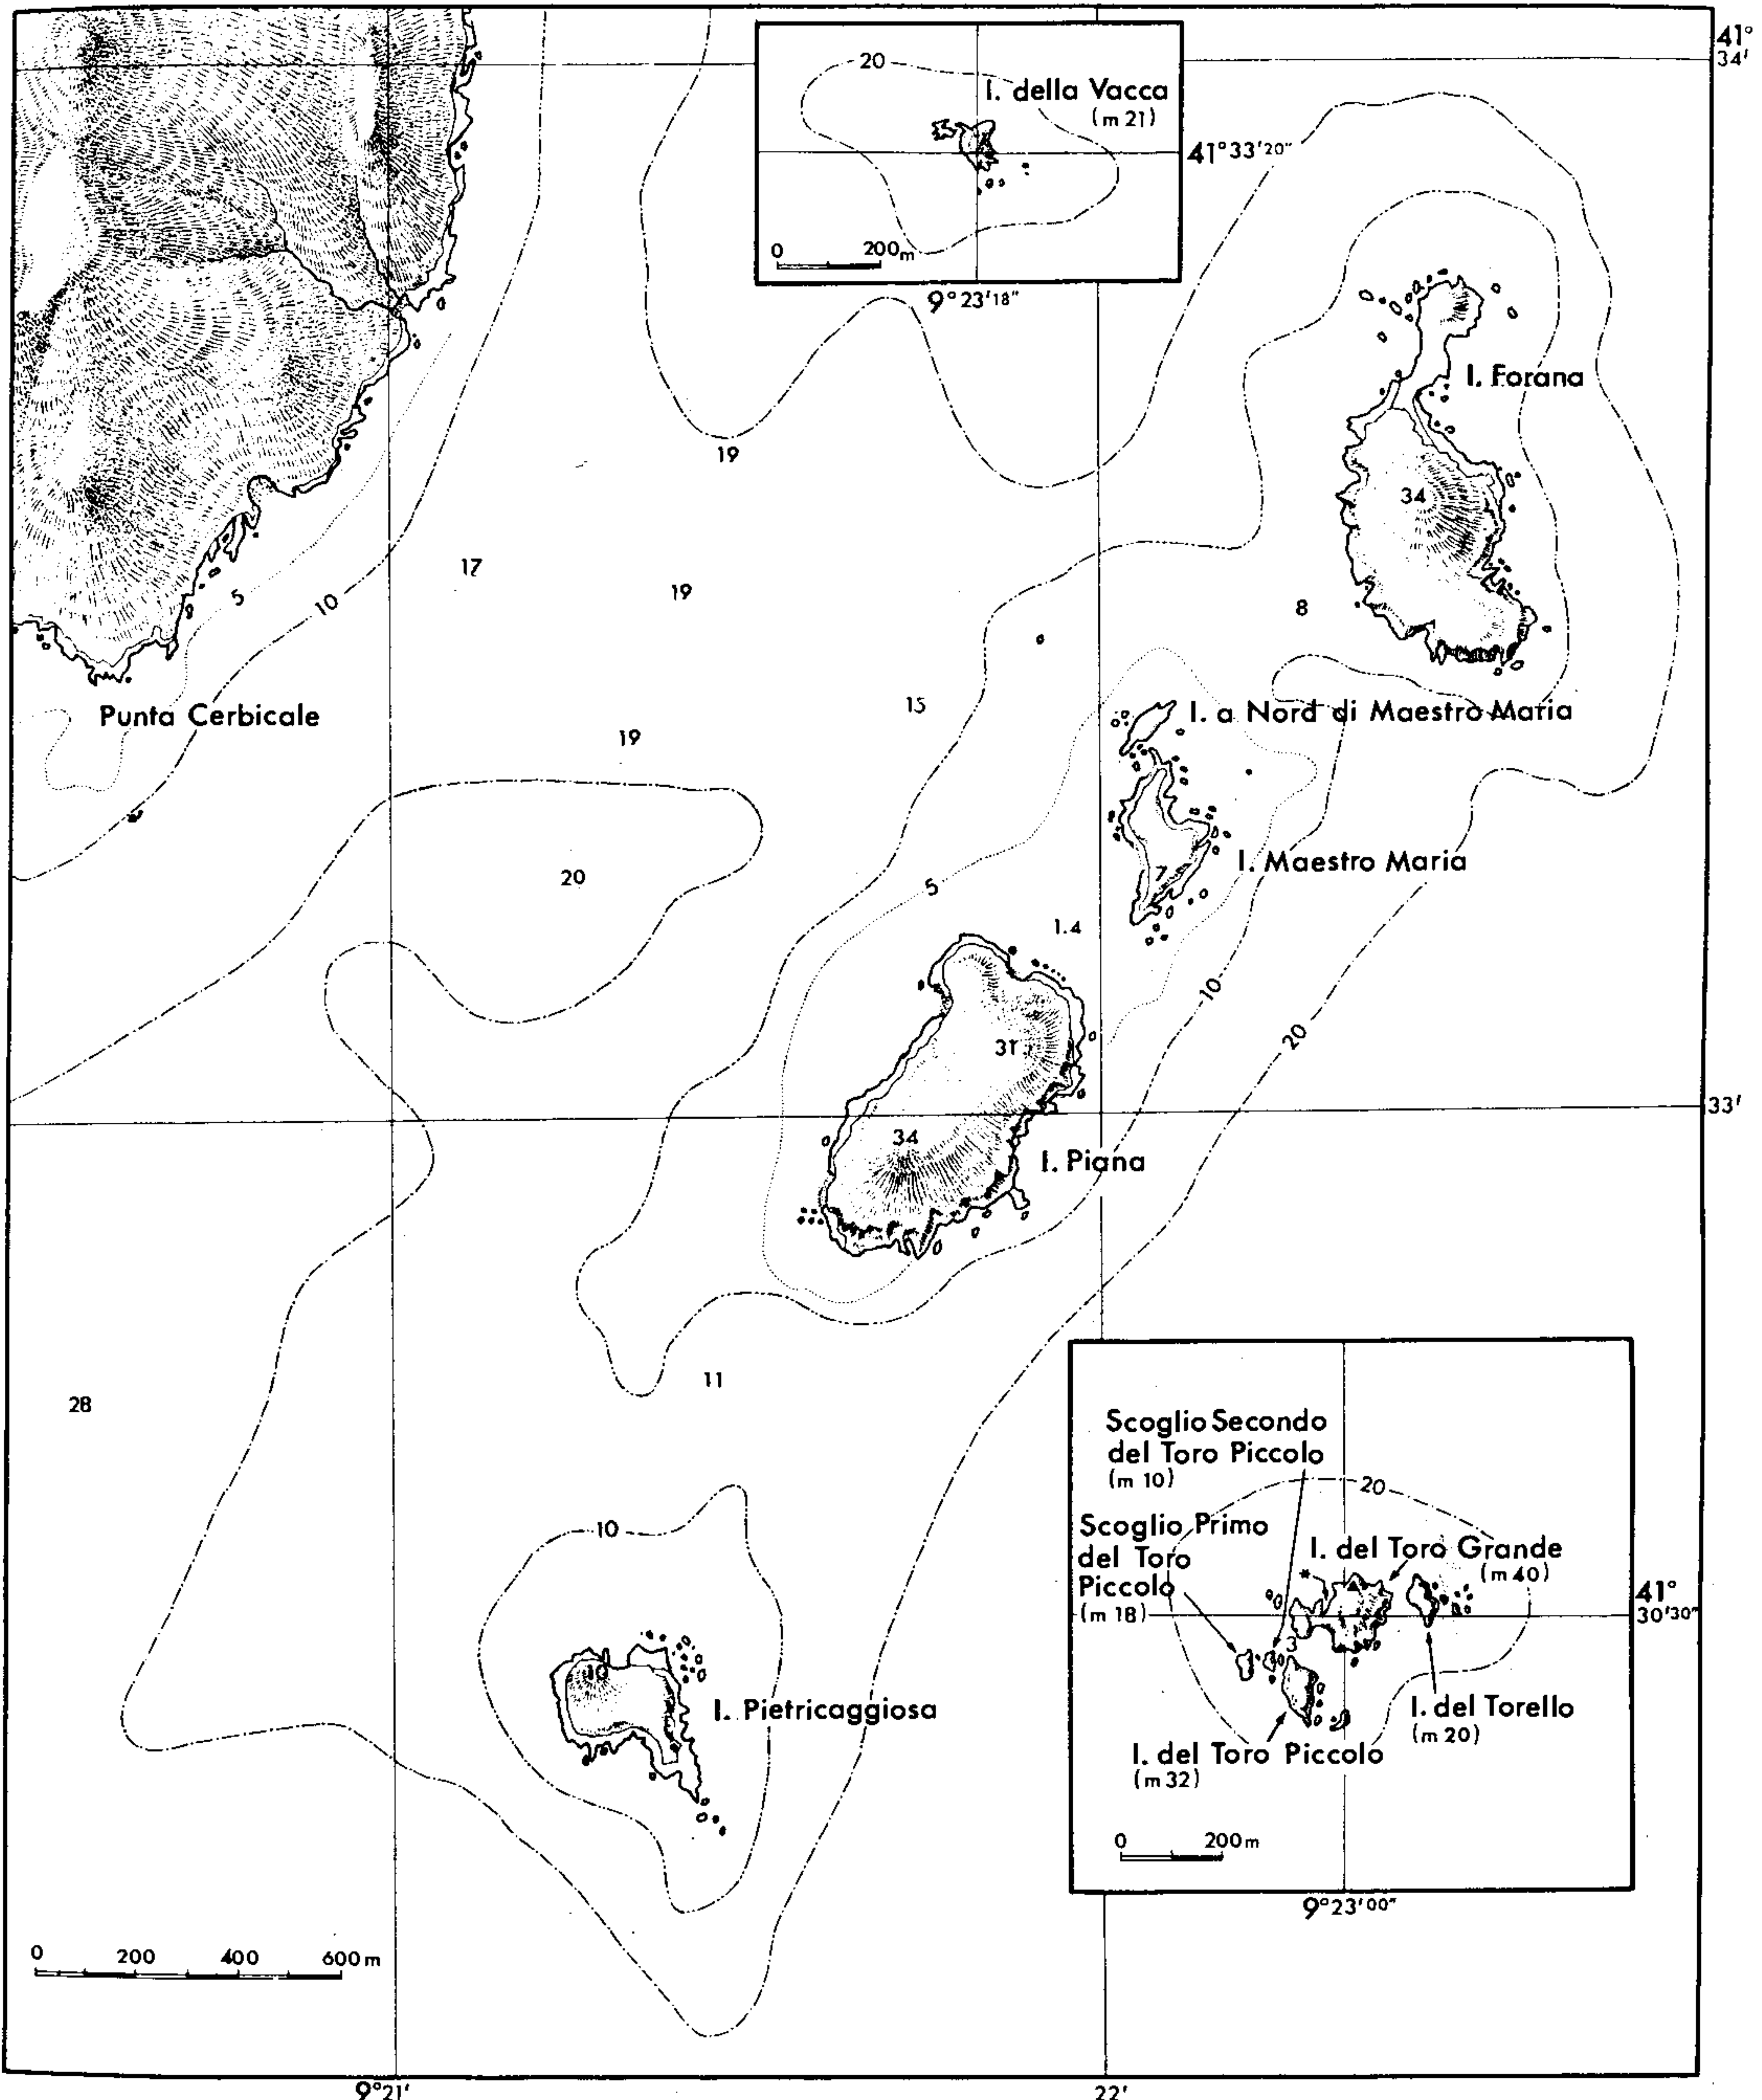 41°
34'
20
I. della Vacca
(m 21)
41°33'20"
0 200m
9°23'18"
I. Forana
19
34
17
5
10
19
8
Punta Cerbicale
15
I. a Nord di Maestro Maria
19
20
5
7
I. Maestro Maria
1.4
10
31
20
33'
34
I. Piana
11
28
Scoglio Secondo
del Toro Piccolo
(m 10)
20
10
Scoglio Primo
del Toro
Piccolo
(m 18)
I. del Toro Grande
(m 40)
*
41°
30'30"
3
10
I. Pietricaggiosa
I. del Torello
(m 20)
I. del Toro Piccolo
(m 32)
0 200m
9°23'00"
0 200 400 600m
9°21'
22'